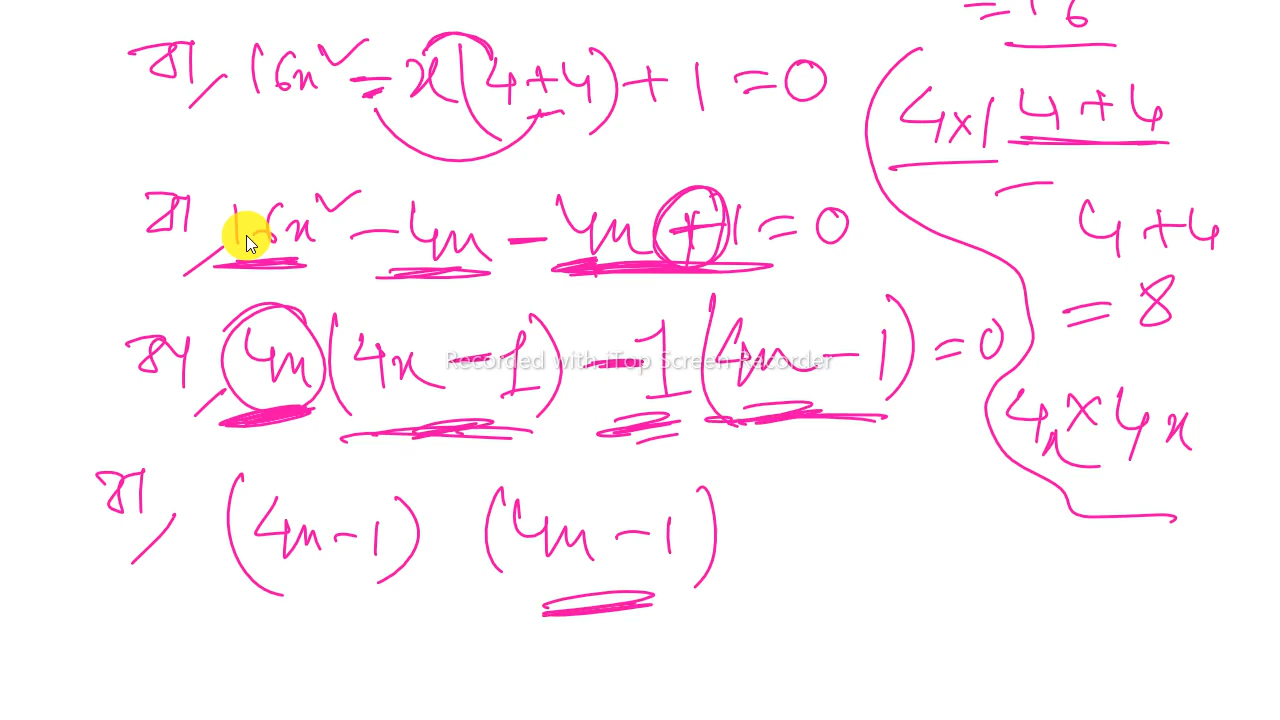 या, 16x² - x(4+4)+1=0
या, 16x² - 4x - 4x+1=0
या, 4x(4x-1) - 1(4x-1)=0
या, (4x-1) (4x-1)
= 16
4×1 4+4
4+4
= 8
4x × 4x
Recorded with iTop Screen Recorder